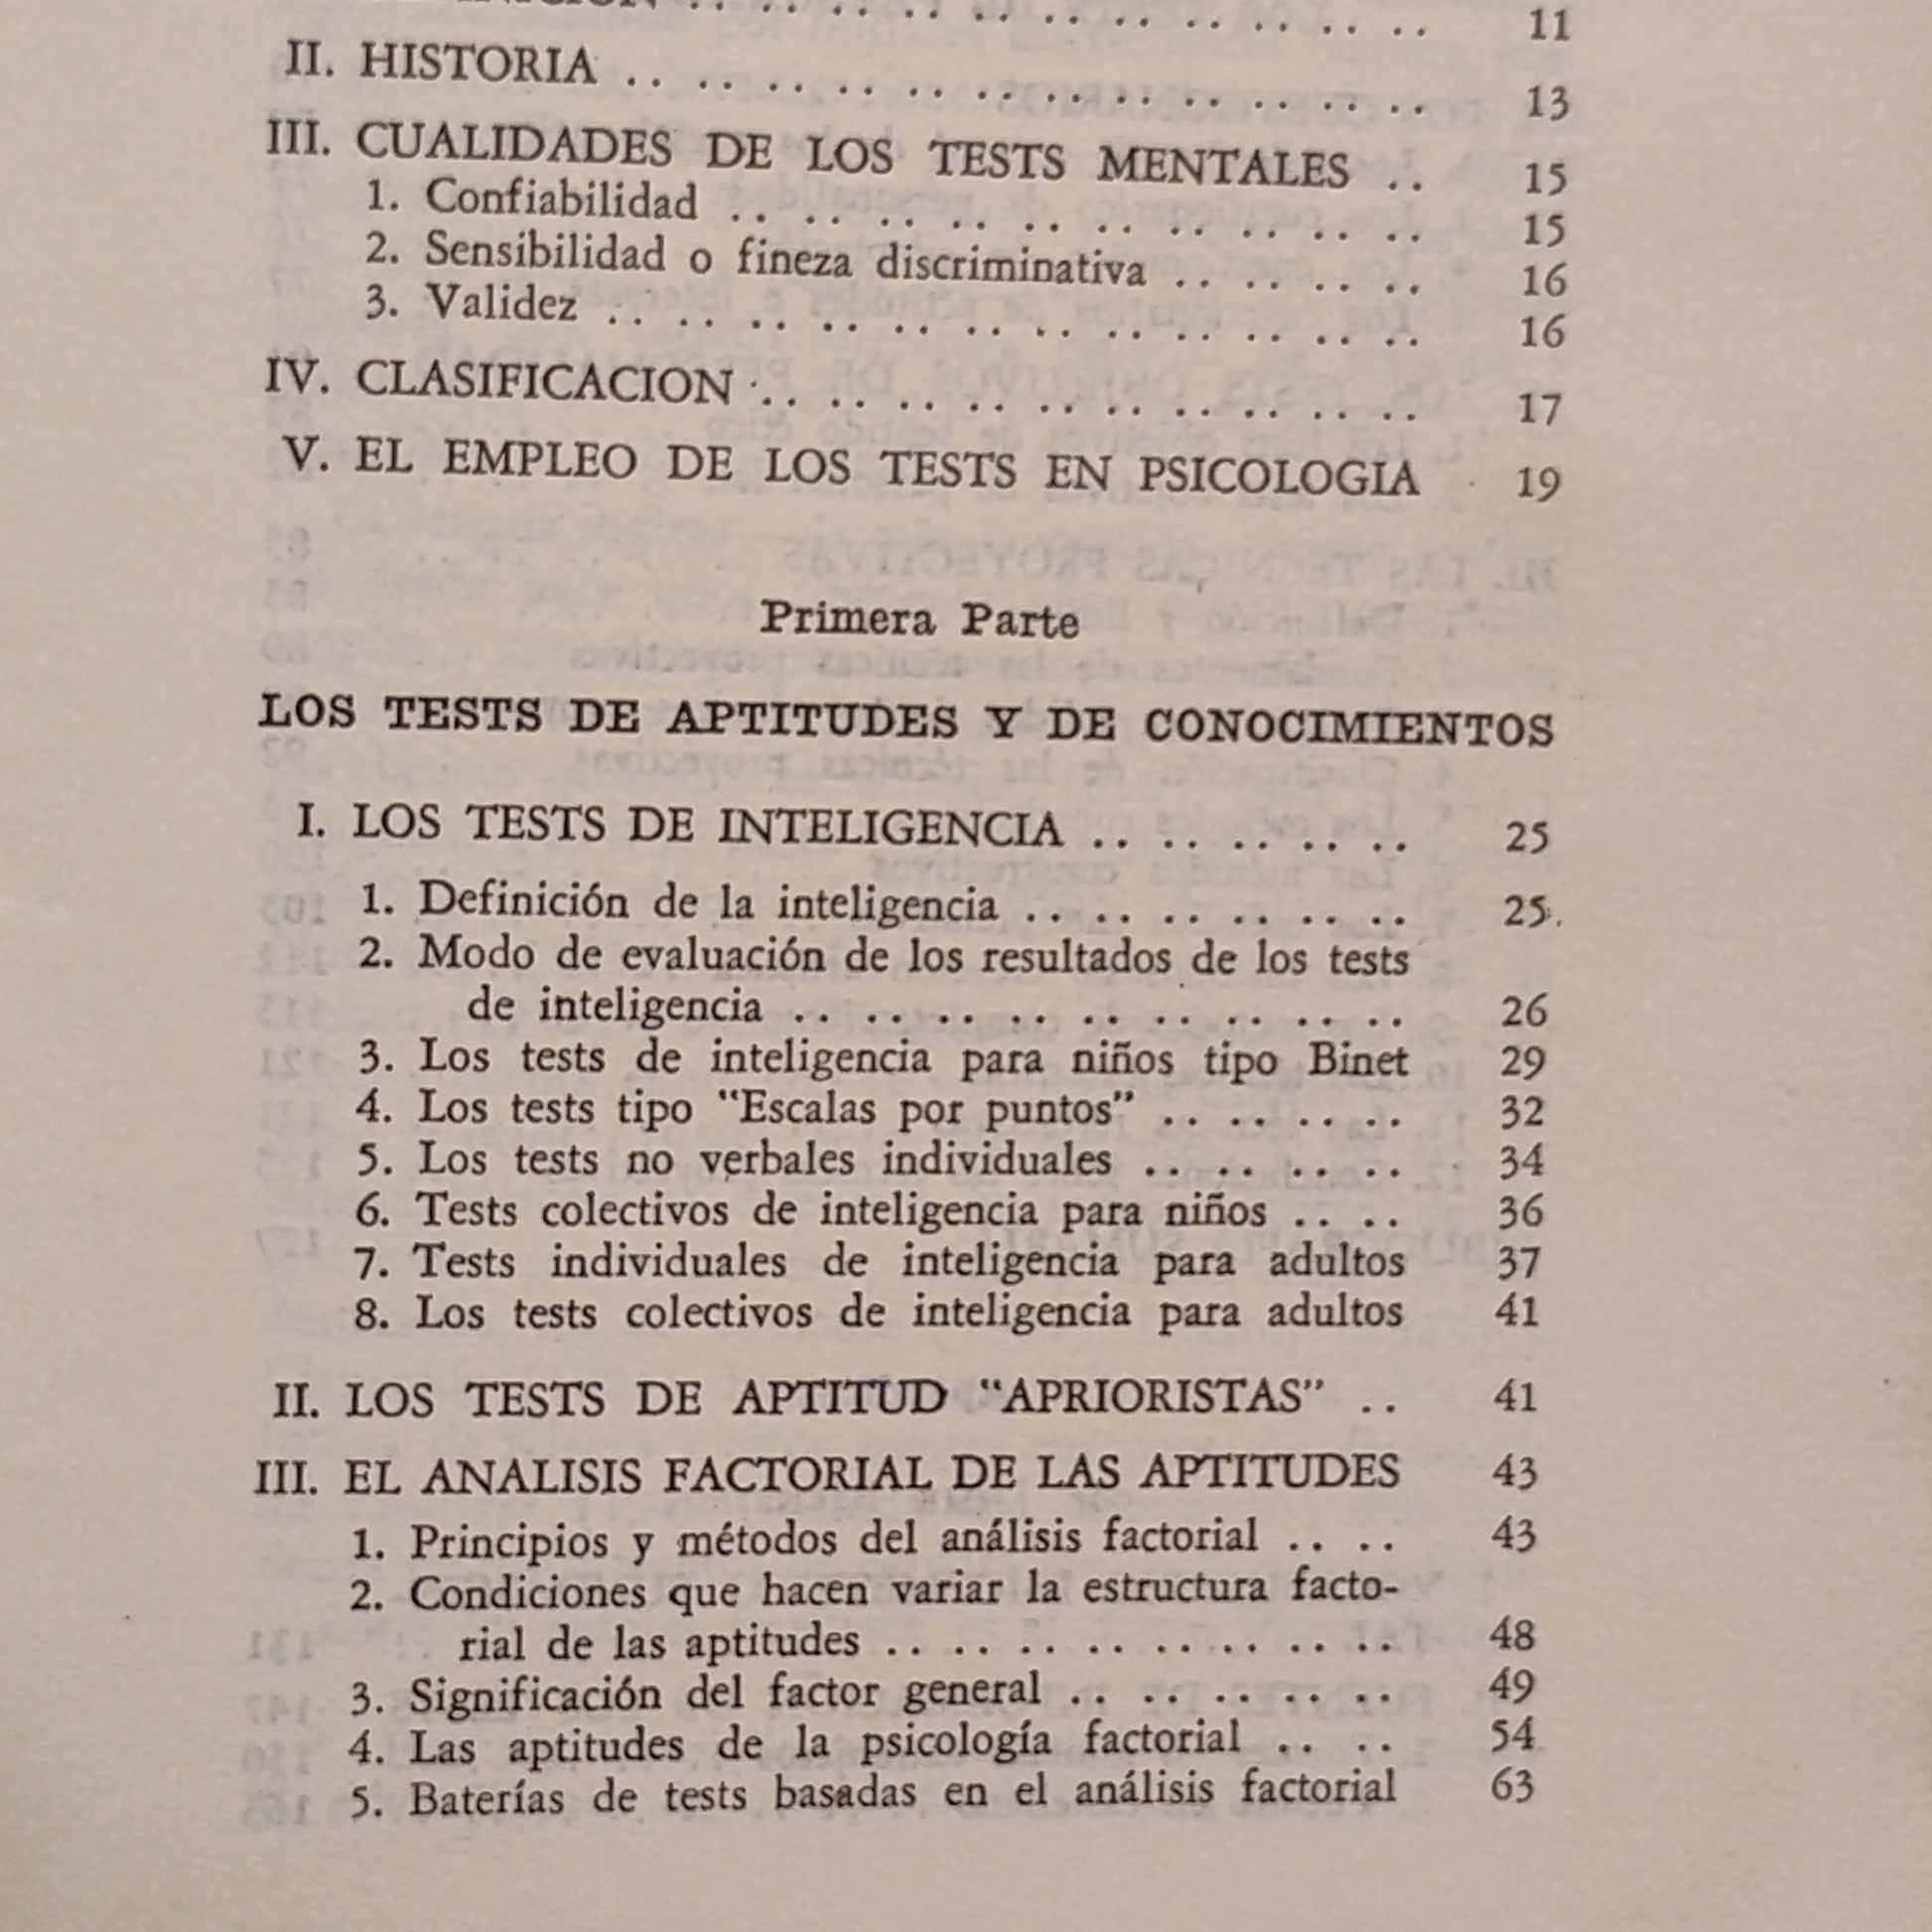 .. .. .. .. .. .. .. .. .. .. .. 11
II. HISTORIA .. .. .. .. .. .. .. .. .. .. .. .. 13
III. CUALIDADES DE LOS TESTS MENTALES .. 15
1. Confiabilidad .. .. .. .. .. .. .. .. .. .. 15
2. Sensibilidad o fineza discriminativa .. .. .. .. 16
3. Validez .. .. .. .. .. .. .. .. .. .. .. .. 16
IV. CLASIFICACION .. .. .. .. .. .. .. .. .. .. 17
V. EL EMPLEO DE LOS TESTS EN PSICOLOGIA 19
Primera Parte
LOS TESTS DE APTITUDES Y DE CONOCIMIENTOS
I. LOS TESTS DE INTELIGENCIA .. .. .. .. .. 25
1. Definición de la inteligencia .. .. .. .. .. .. 25
2. Modo de evaluación de los resultados de los tests
de inteligencia .. .. .. .. .. .. .. .. .. 26
3. Los tests de inteligencia para niños tipo Binet 29
4. Los tests tipo "Escalas por puntos" .. .. .. .. 32
5. Los tests no verbales individuales .. .. .. .. 34
6. Tests colectivos de inteligencia para niños .. .. 36
7. Tests individuales de inteligencia para adultos 37
8. Los tests colectivos de inteligencia para adultos 41
II. LOS TESTS DE APTITUD "APRIORISTAS" .. 41
III. EL ANALISIS FACTORIAL DE LAS APTITUDES 43
1. Principios y métodos del análisis factorial .. .. 43
2. Condiciones que hacen variar la estructura facto-
rial de las aptitudes .. .. .. .. .. .. .. .. 48
3. Significación del factor general .. .. .. .. .. 49
4. Las aptitudes de la psicología factorial .. .. 54
5. Baterías de tests basadas en el análisis factorial 63